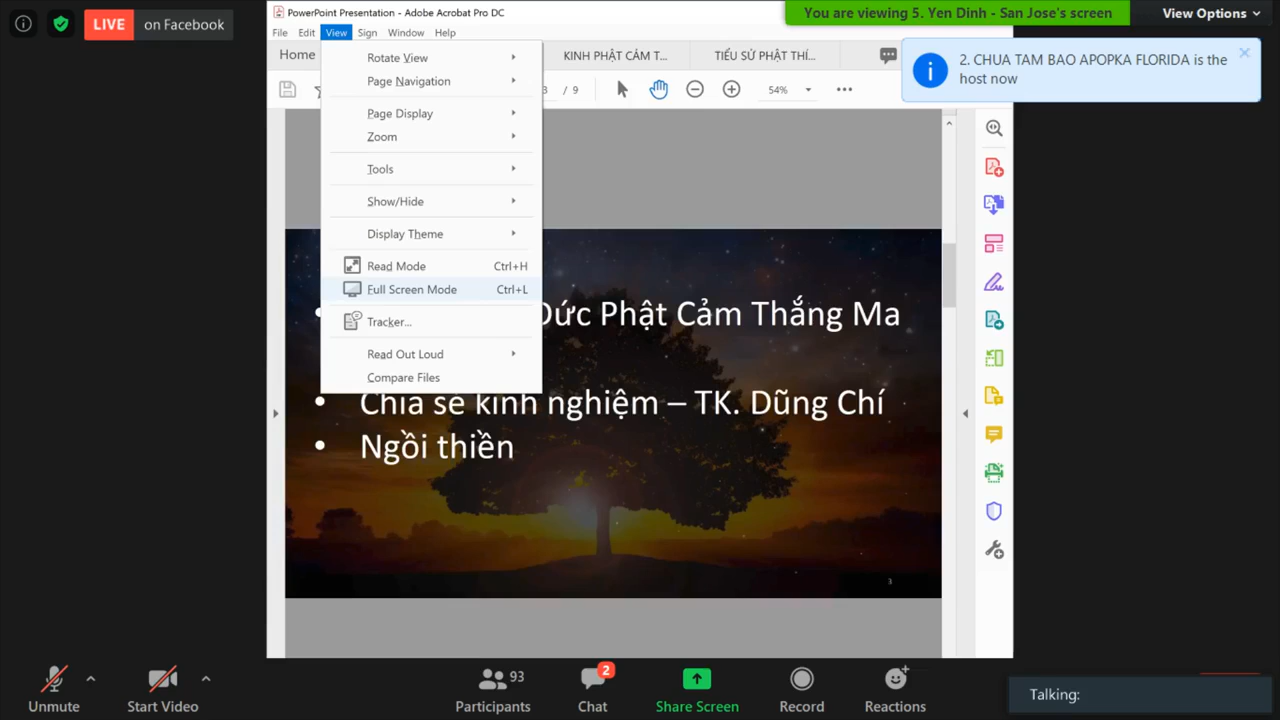 LIVE on Facebook
You are viewing 5. Yen Dinh - San Jose's screen
View Options
2. CHUA TAM BAO APOPKA FLORIDA is the
host now
PowerPoint Presentation - Adobe Acrobat Pro DC
File Edit View Sign Window Help
Home
KINH PHẬT CẢM T...
TIỂU SỬ PHẬT THÍ...
3 / 9
54%
Rotate View
Page Navigation
Page Display
Zoom
Tools
Show/Hide
Display Theme
Read Mode Ctrl+H
Full Screen Mode Ctrl+L
Tracker...
Read Out Loud
Compare Files
Đức Phật Cảm Thắng Ma
• Chia sẻ kinh nghiệm – TK. Dũng Chí
• Ngồi thiền
3
Unmute
Start Video
Participants 93
Chat 2
Share Screen
Record
Reactions
Talking: